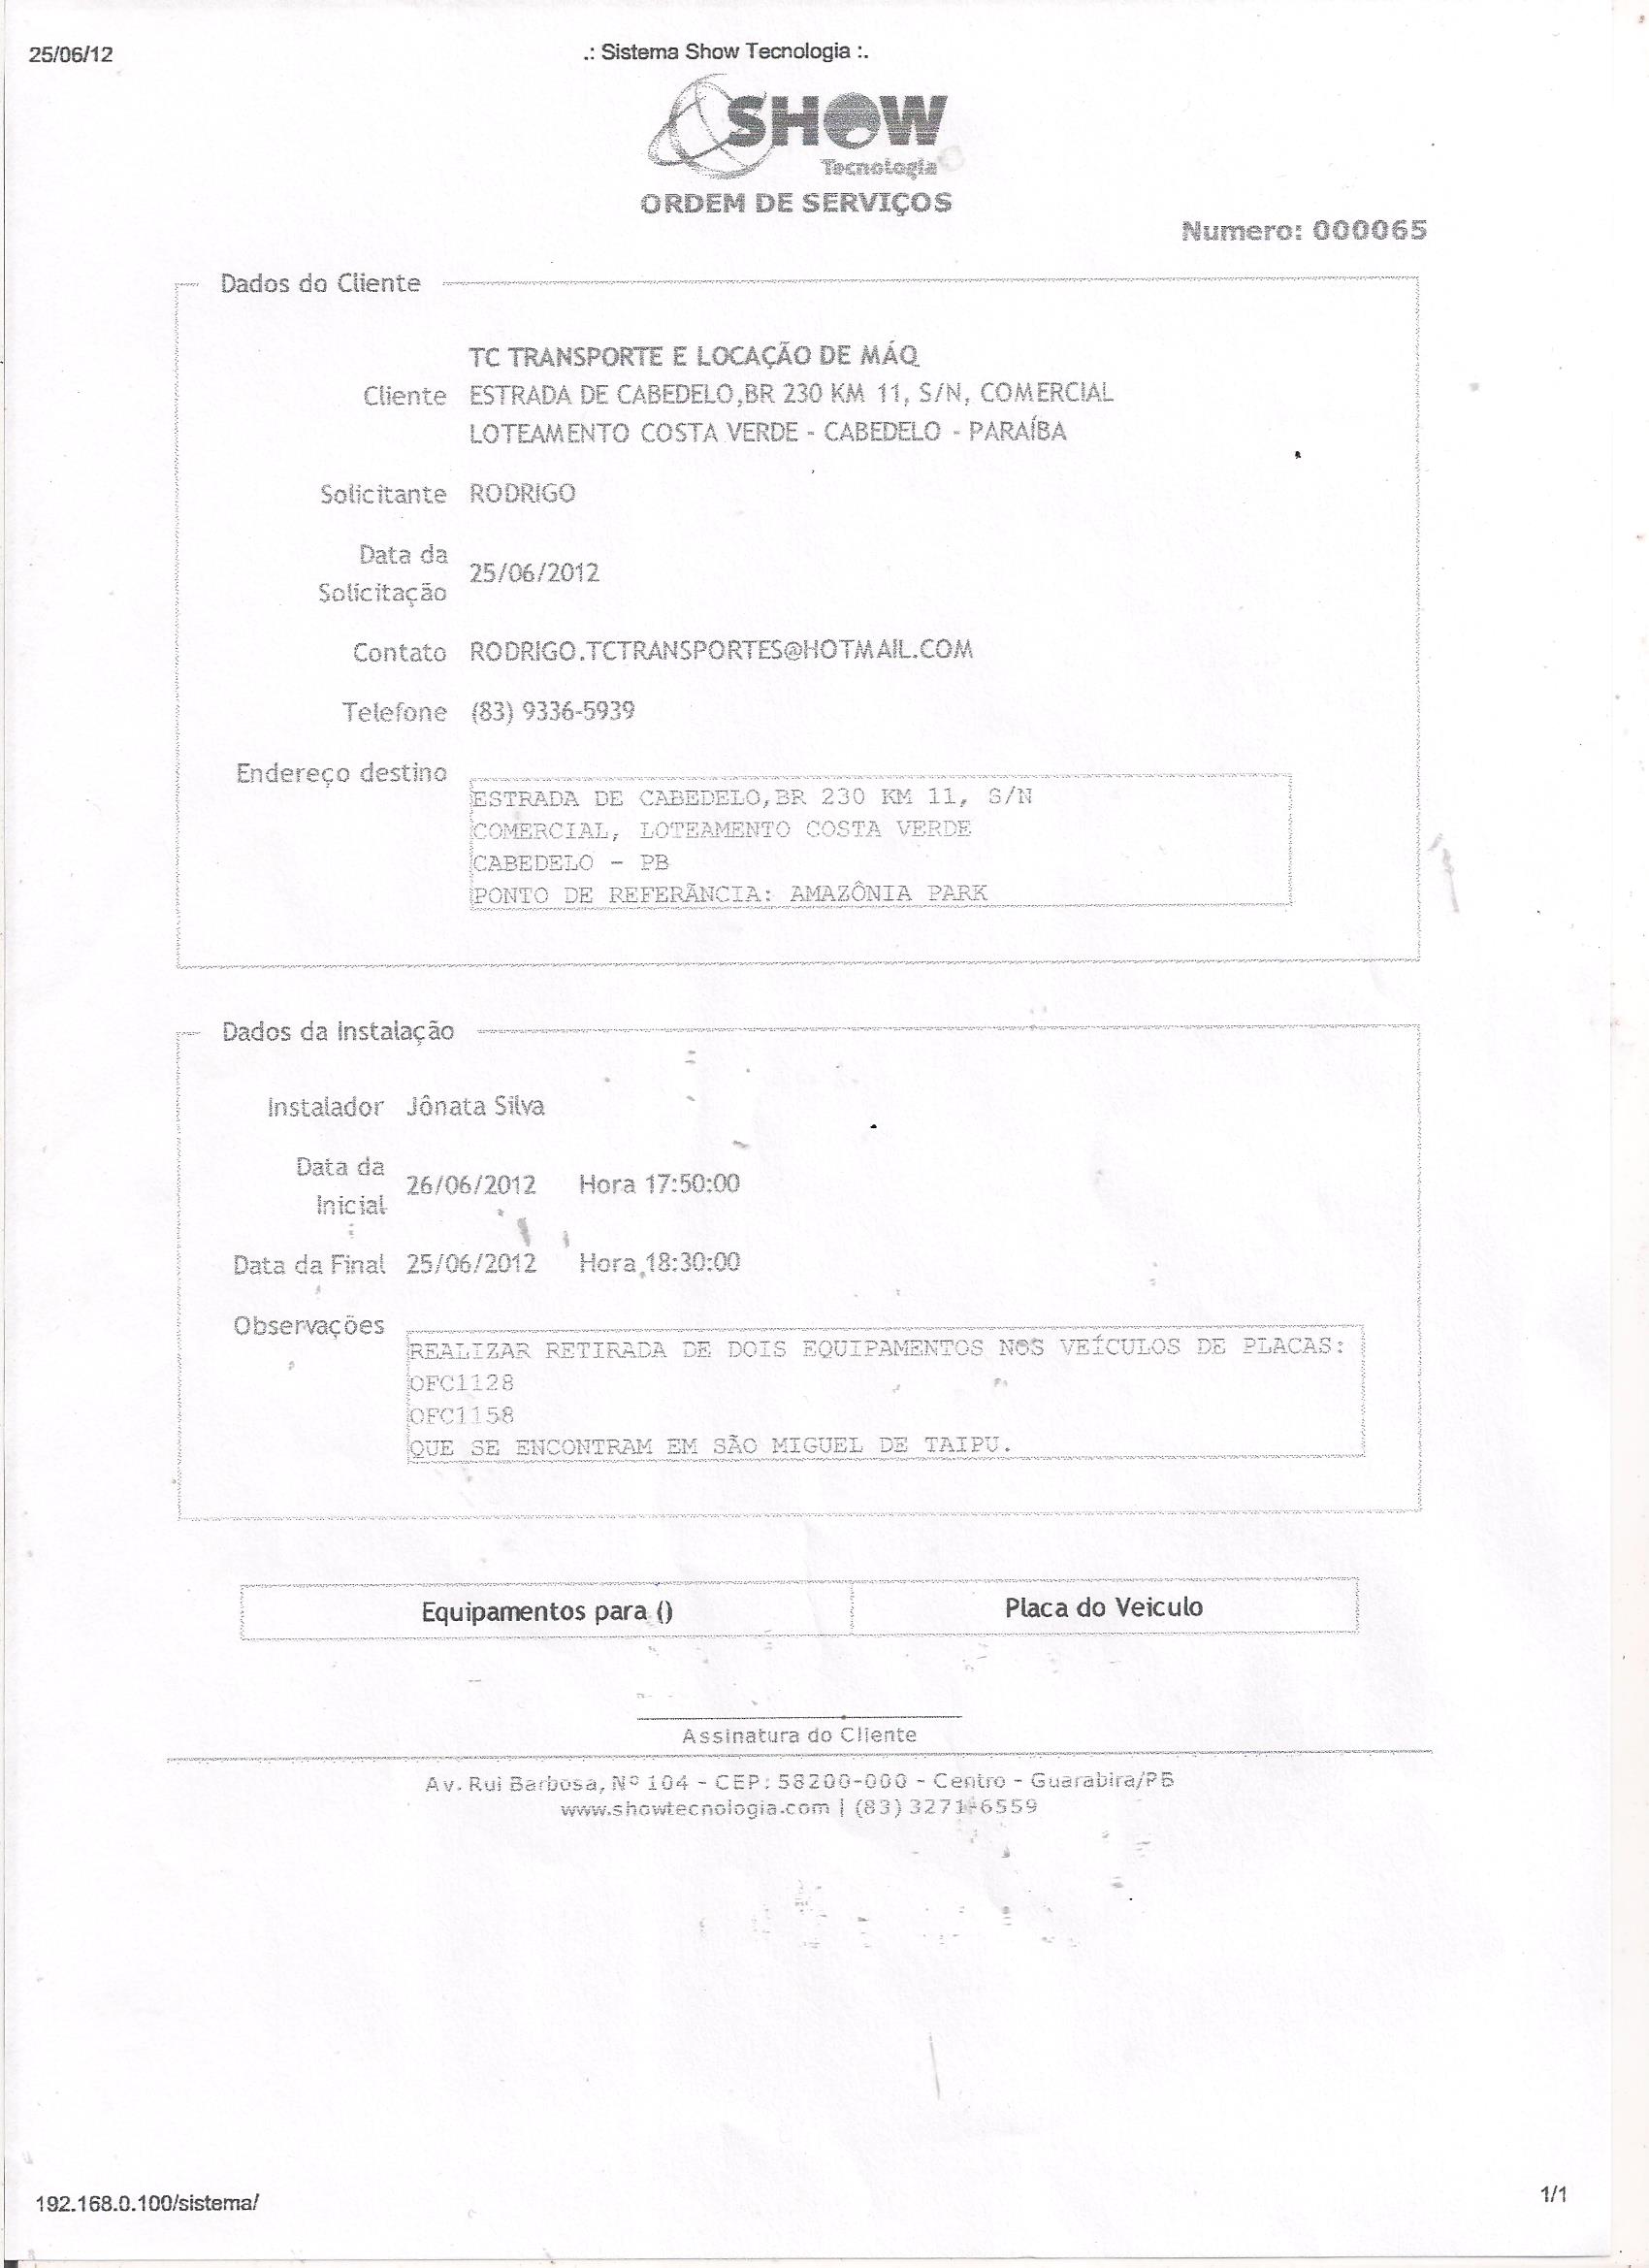 25/06/12
.: Sistema Show Tecnologia :.
SHOW
Tecnologia
ORDEM DE SERVIÇOS
Numero: 000065
Dados do Cliente
TC TRANSPORTE E LOCAÇÃO DE MÁQ
Cliente ESTRADA DE CABEDELO,BR 230 KM 11, S/N, COMERCIAL
LOTEAMENTO COSTA VERDE - CABEDELO - PARAÍBA
Solicitante RODRIGO
Data da
Solicitação 25/06/2012
Contato RODRIGO.TCTRANSPORTES@HOTMAIL.COM
Telefone (83) 9336-5939
Endereço destino
ESTRADA DE CABEDELO,BR 230 KM 11, S/N
COMERCIAL, LOTEAMENTO COSTA VERDE
CABEDELO - PB
PONTO DE REFERÃNCIA: AMAZÔNIA PARK
Dados da Instalação
Instalador Jônata Silva
Data da
Inicial 26/06/2012 Hora 17:50:00
Data da Final 25/06/2012 Hora 18:30:00
Observações
REALIZAR RETIRADA DE DOIS EQUIPAMENTOS NOS VEÍCULOS DE PLACAS:
OFC1128
OFC1158
QUE SE ENCONTRAM EM SÃO MIGUEL DE TAIPU.
Equipamentos para () Placa do Veiculo
Assinatura do Cliente
Av. Rui Barbosa, Nº 104 - CEP: 58200-000 - Centro - Guarabira/PB
www.showtecnologia.com | (83) 3271-6559
192.168.0.100/sistema/
1/1